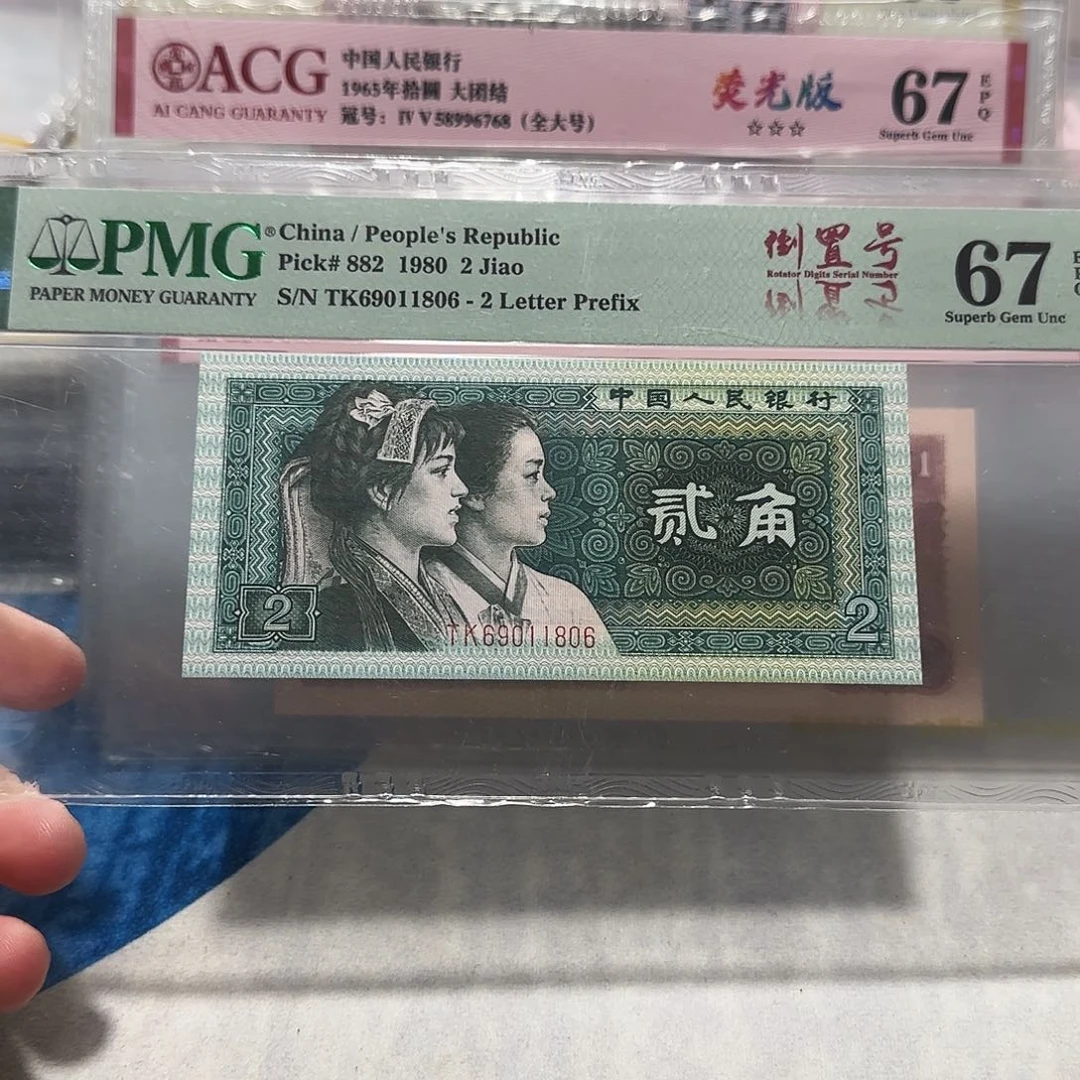 ACG
AI CANG GUARANTY
中国人民银行
1965年拾圓 大团结
冠号：IV V 58996768（全大号）
荧光版
☆☆☆
67
EPQ
Superb Gem Unc
PMG®
PAPER MONEY GUARANTY
China / People's Republic
Pick# 882 1980 2 Jiao
S/N TK69011806 - 2 Letter Prefix
倒置号
Rotator Digits Serial Number
67
Superb Gem Unc
中国人民银行
贰角
2
TK69011806
2
1